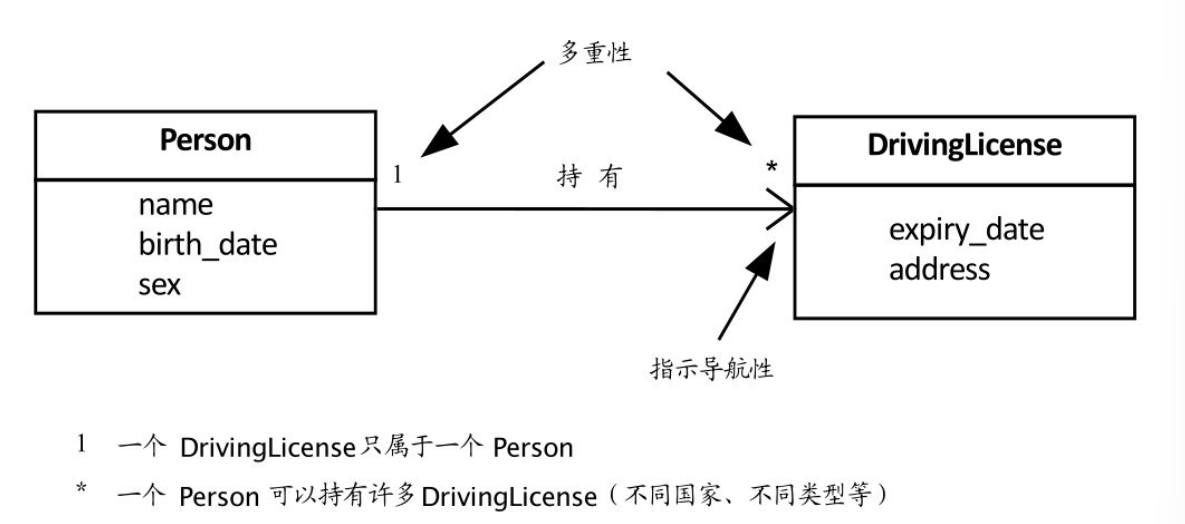 多重性
Person
DrivingLicense
1
持有
*
name
birth_date
sex
expiry_date
address
指示导航性
1 一个 DrivingLicense只属于一个 Person
* 一个 Person 可以持有许多DrivingLicense（不同国家、不同类型等）